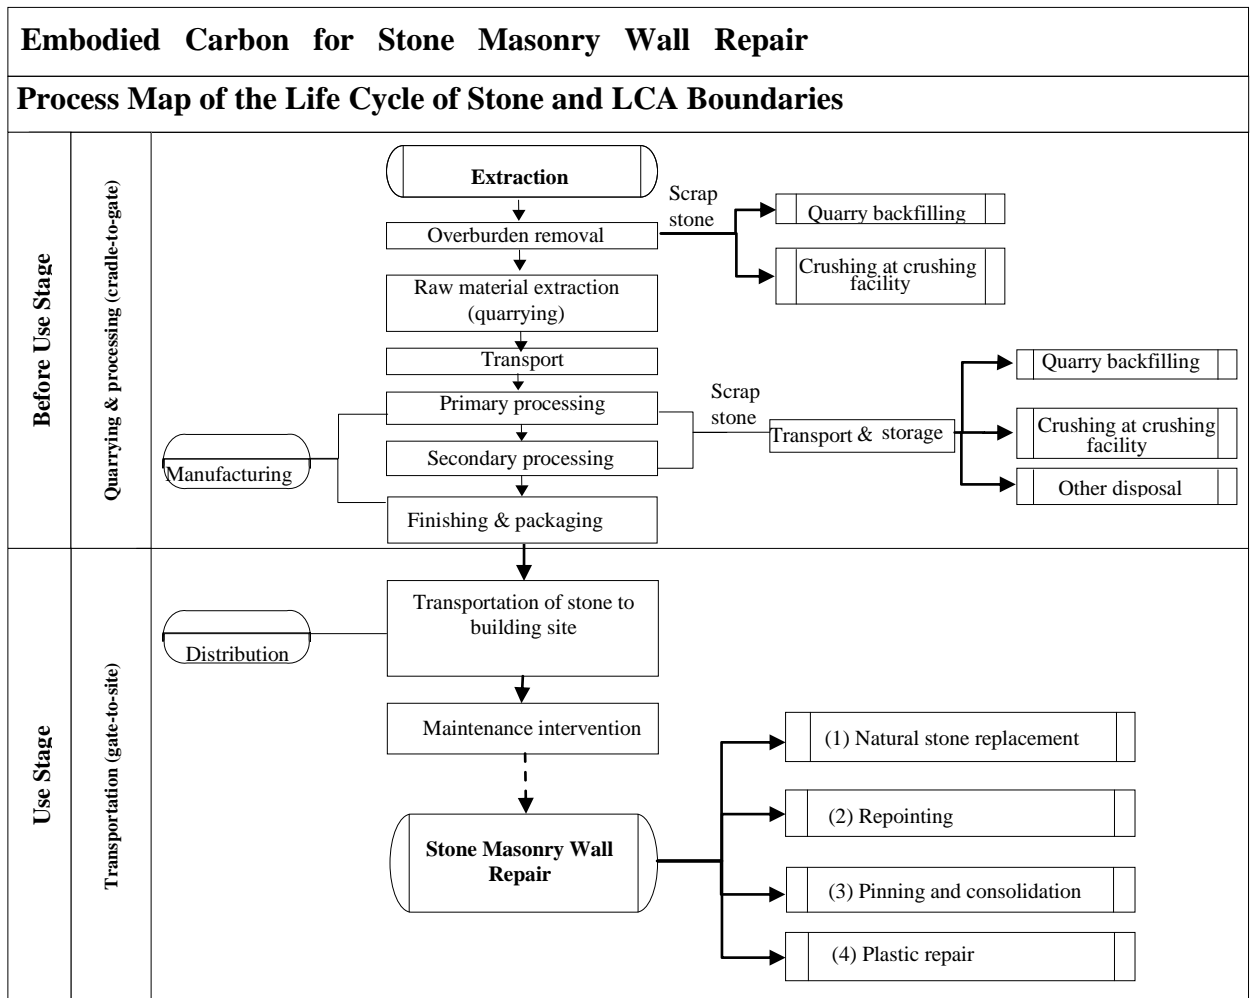 Embodied Carbon for Stone Masonry Wall Repair
Process Map of the Life Cycle of Stone and LCA Boundaries
Before Use Stage
Quarrying & processing (cradle-to-gate)
Extraction
Overburden removal
Scrap
stone
Quarry backfilling
Crushing at crushing
facility
Raw material extraction
(quarrying)
Transport
Primary processing
Secondary processing
Manufacturing
Finishing & packaging
Scrap
stone
Transport & storage
Quarry backfilling
Crushing at crushing
facility
Other disposal
Use Stage
Transportation (gate-to-site)
Transportation of stone to
building site
Distribution
Maintenance intervention
Stone Masonry Wall
Repair
(1) Natural stone replacement
(2) Repointing
(3) Pinning and consolidation
(4) Plastic repair